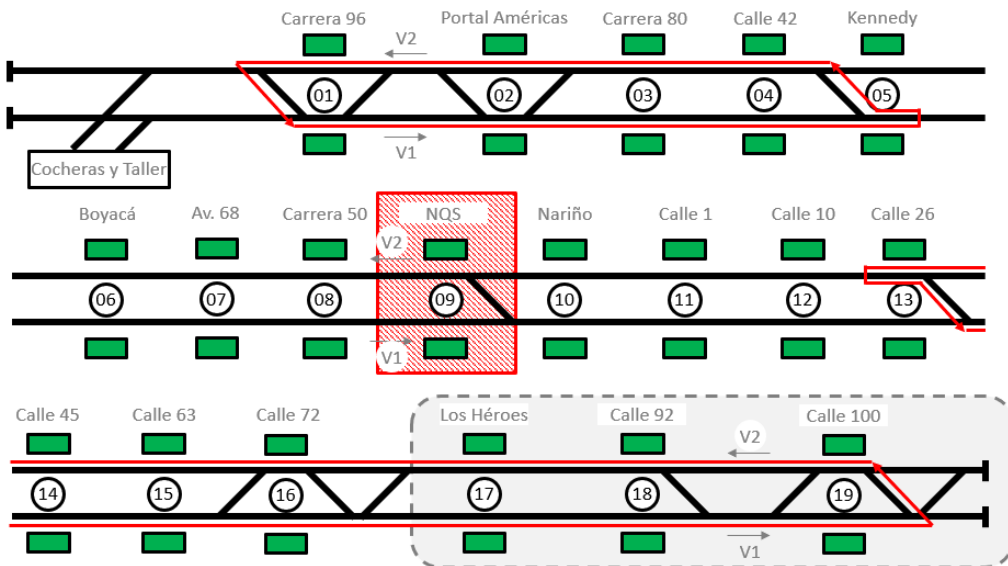 Carrera 96
Portal Américas
Carrera 80
Calle 42
Kennedy
V2
01
02
03
04
05
V1
Cocheras y Taller
Boyacá
Av. 68
Carrera 50
NQS
Nariño
Calle 1
Calle 10
Calle 26
V2
06
07
08
09
10
11
12
13
V1
Calle 45
Calle 63
Calle 72
Los Héroes
Calle 92
Calle 100
V2
14
15
16
17
18
19
V1